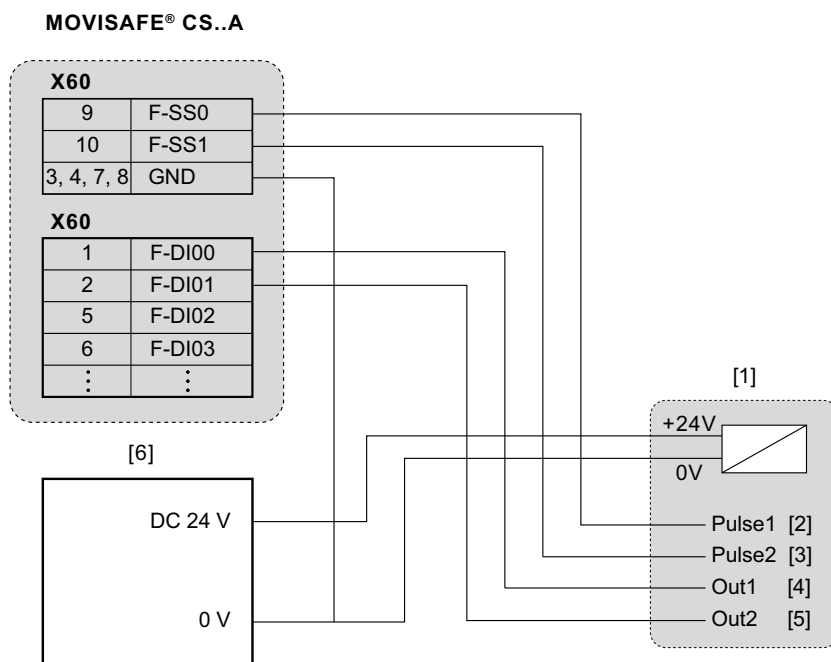 MOVISAFE® CS..A
X60
9 F-SS0
10 F-SS1
3, 4, 7, 8 GND
X60
1 F-DI00
2 F-DI01
5 F-DI02
6 F-DI03
⋮ ⋮
[1]
+24V
0V
Pulse1 [2]
Pulse2 [3]
Out1 [4]
Out2 [5]
[6]
DC 24 V
0 V